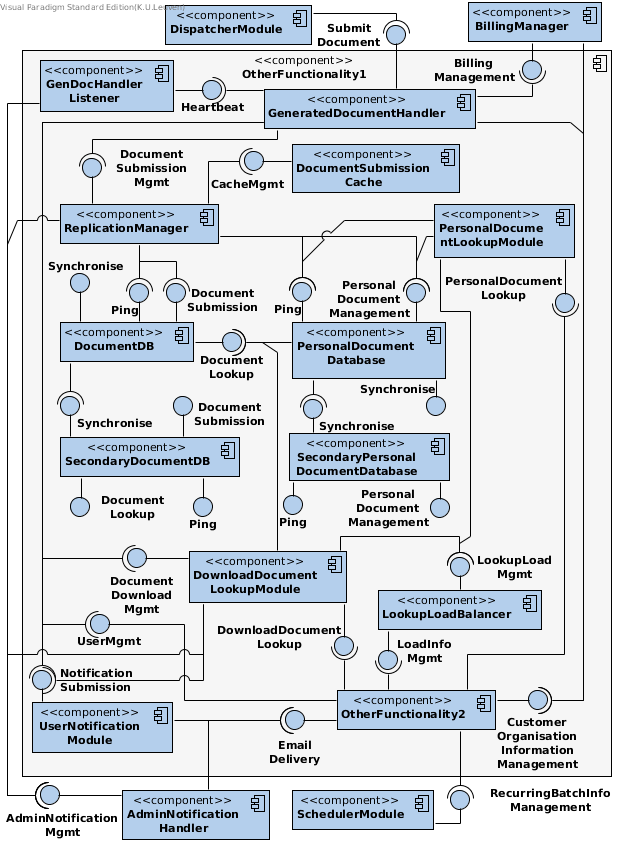 Visual Paradigm Standard Edition(K.U.Leuven)
<<component>>
DispatcherModule
Submit
Document
<<component>>
BillingManager
<<component>>
OtherFunctionality1
Billing
Management
<<component>>
GenDocHandler
Listener
Heartbeat
<<component>>
GeneratedDocumentHandler
Document
Submission
Mgmt
CacheMgmt
<<component>>
DocumentSubmission
Cache
<<component>>
ReplicationManager
<<component>>
PersonalDocume
ntLookupModule
Synchronise
Ping
Document
Submission
Ping
Personal
Document
Management
PersonalDocument
Lookup
<<component>>
DocumentDB
Document
Lookup
<<component>>
PersonalDocument
Database
Synchronise
Document
Submission
Synchronise
Synchronise
<<component>>
SecondaryDocumentDB
<<component>>
SecondaryPersonal
DocumentDatabase
Document
Lookup
Ping
Ping
Personal
Document
Management
<<component>>
DownloadDocument
LookupModule
Document
Download
Mgmt
LookupLoad
Mgmt
<<component>>
LookupLoadBalancer
UserMgmt
DownloadDocument
Lookup
LoadInfo
Mgmt
Notification
Submission
<<component>>
UserNotification
Module
<<component>>
OtherFunctionality2
Email
Delivery
Customer
Organisation
Information
Management
AdminNotification
Mgmt
<<component>>
AdminNotification
Handler
<<component>>
SchedulerModule
RecurringBatchInfo
Management